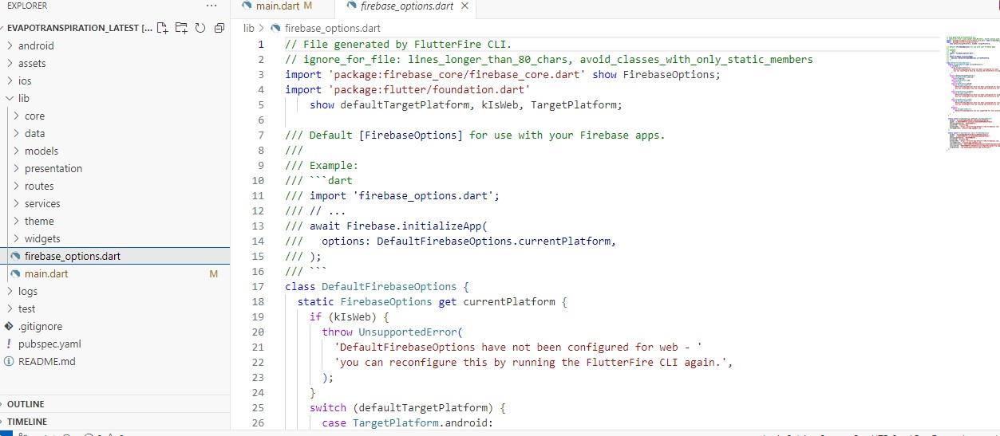 EXPLORER
EVAPOTRANSPIRATION_LATEST [...
android
assets
ios
lib
core
data
models
presentation
routes
services
theme
widgets
firebase_options.dart
main.dart M
logs
test
.gitignore
pubspec.yaml
README.md
OUTLINE
TIMELINE
main.dart M
firebase_options.dart
lib > firebase_options.dart
1 // File generated by FlutterFire CLI.
2 // ignore_for_file: lines_longer_than_80_chars, avoid_classes_with_only_static_members
3 import 'package:firebase_core/firebase_core.dart' show FirebaseOptions;
4 import 'package:flutter/foundation.dart'
5 show defaultTargetPlatform, kIsWeb, TargetPlatform;
6
7 /// Default [FirebaseOptions] for use with your Firebase apps.
8 ///
9 /// Example:
10 /// ```dart
11 /// import 'firebase_options.dart';
12 /// // ...
13 /// await Firebase.initializeApp(
14 /// options: DefaultFirebaseOptions.currentPlatform,
15 /// );
16 /// ```
17 class DefaultFirebaseOptions {
18 static FirebaseOptions get currentPlatform {
19 if (kIsWeb) {
20 throw UnsupportedError(
21 'DefaultFirebaseOptions have not been configured for web - '
22 'you can reconfigure this by running the FlutterFire CLI again.',
23 );
24 }
25 switch (defaultTargetPlatform) {
26 case TargetPlatform.android: